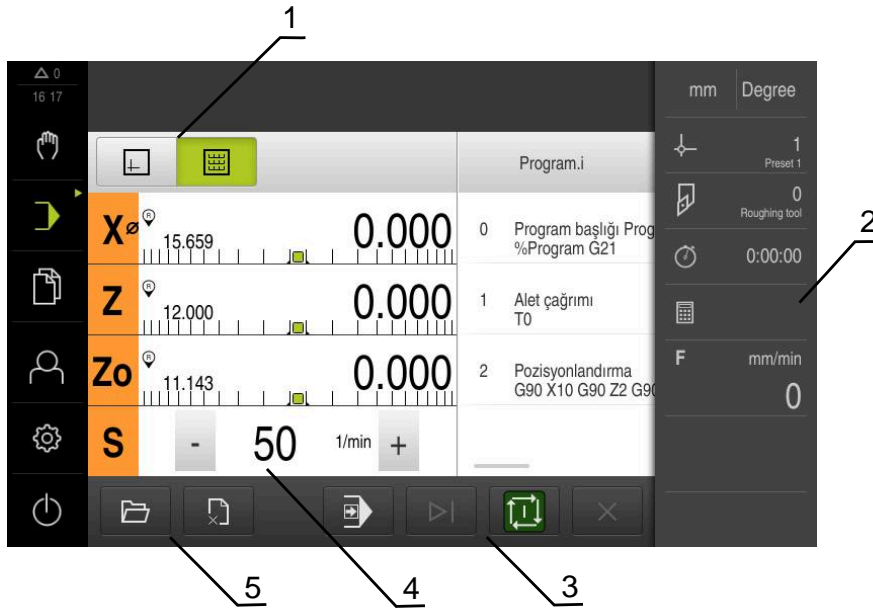 1
△ 0
16 17
mm Degree
1
Preset 1
0
Roughing tool
2
0:00:00
F mm/min
0
Program.i
X⌀ R 15.659 0.000
Z R 12.000 0.000
Zo R 11.143 0.000
S - 50 1/min +
0 Program başlığı Prog
%Program G21
1 Alet çağrımı
T0
2 Pozisyonlandırma
G90 X10 G90 Z2 G90
5
4
3